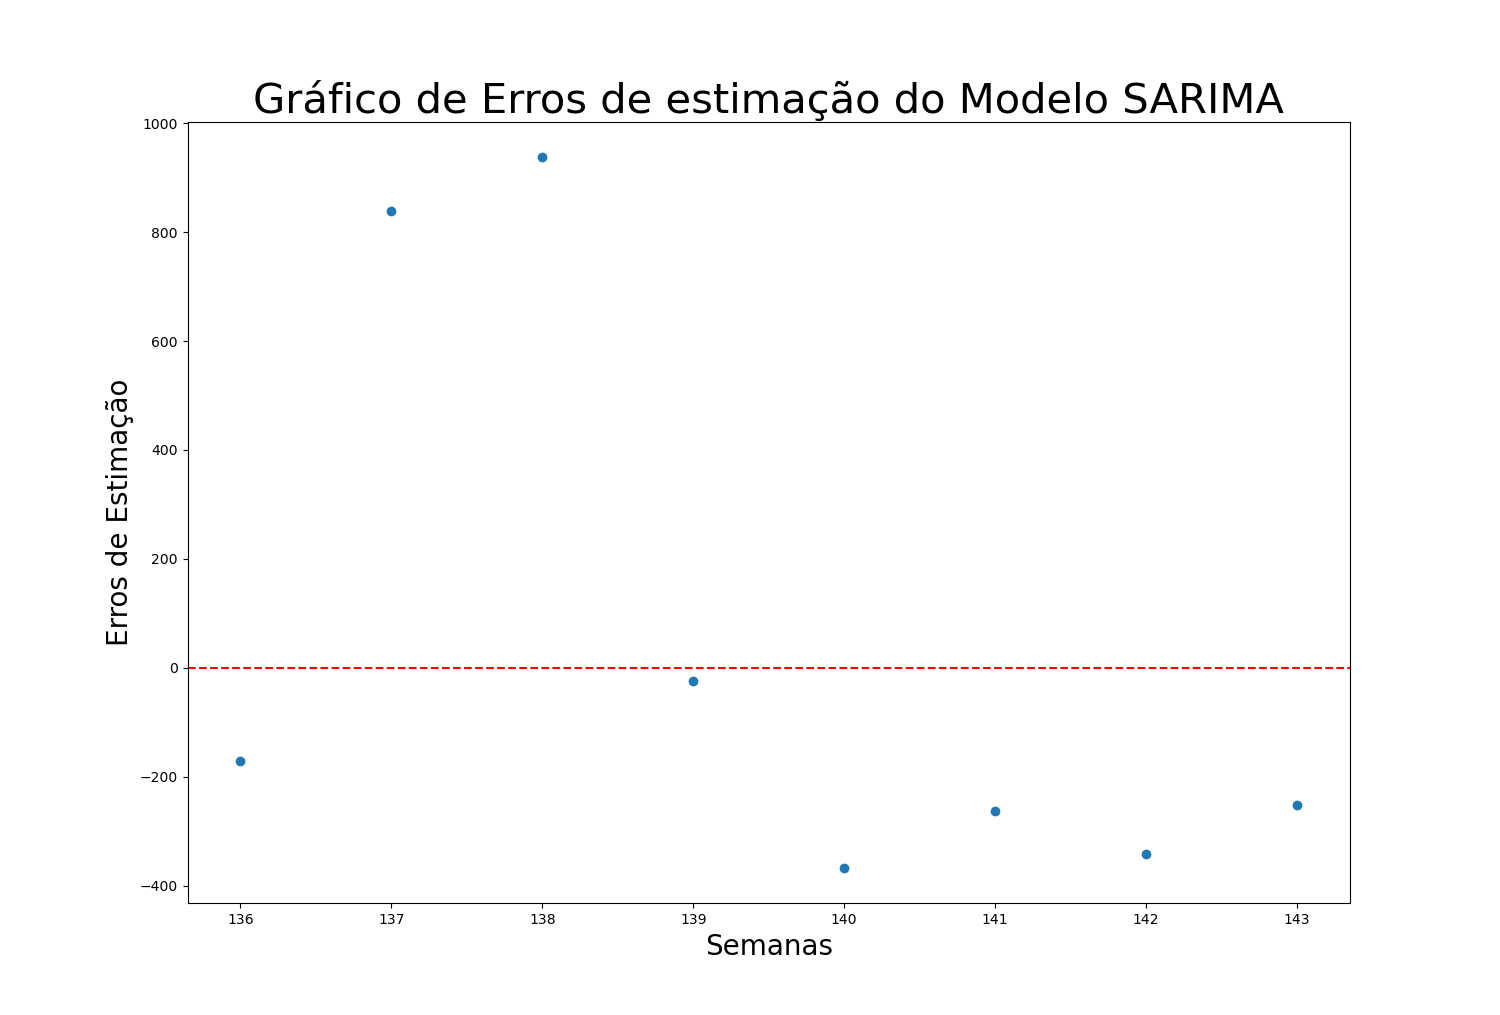 Gráfico de Erros de estimação do Modelo SARIMA
1000
800
600
400
200
0
−200
−400
Erros de Estimação
136 137 138 139 140 141 142 143
Semanas